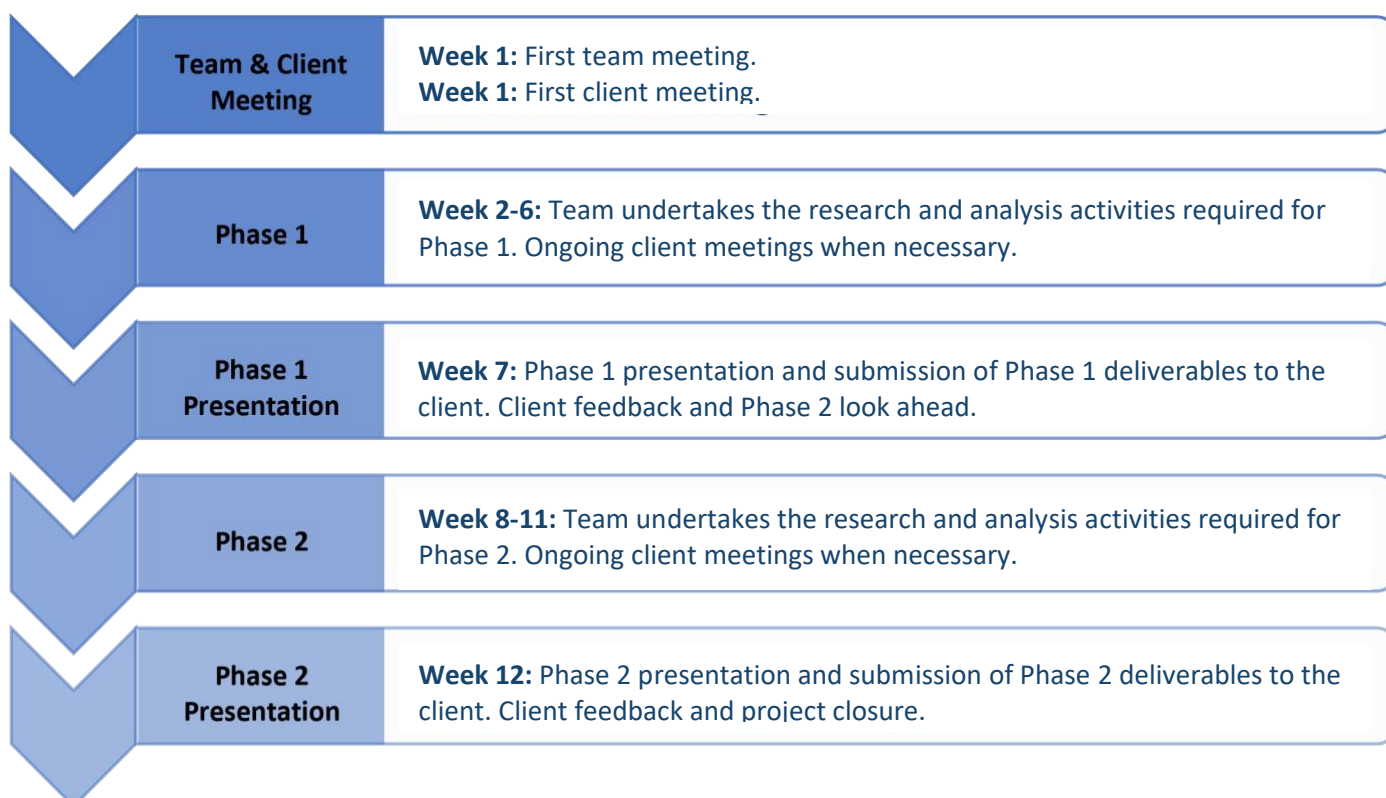 Team & Client
Meeting
Week 1: First team meeting.
Week 1: First client meeting.
Phase 1
Week 2-6: Team undertakes the research and analysis activities required for
Phase 1. Ongoing client meetings when necessary.
Phase 1
Presentation
Week 7: Phase 1 presentation and submission of Phase 1 deliverables to the
client. Client feedback and Phase 2 look ahead.
Phase 2
Week 8-11: Team undertakes the research and analysis activities required for
Phase 2. Ongoing client meetings when necessary.
Phase 2
Presentation
Week 12: Phase 2 presentation and submission of Phase 2 deliverables to the
client. Client feedback and project closure.